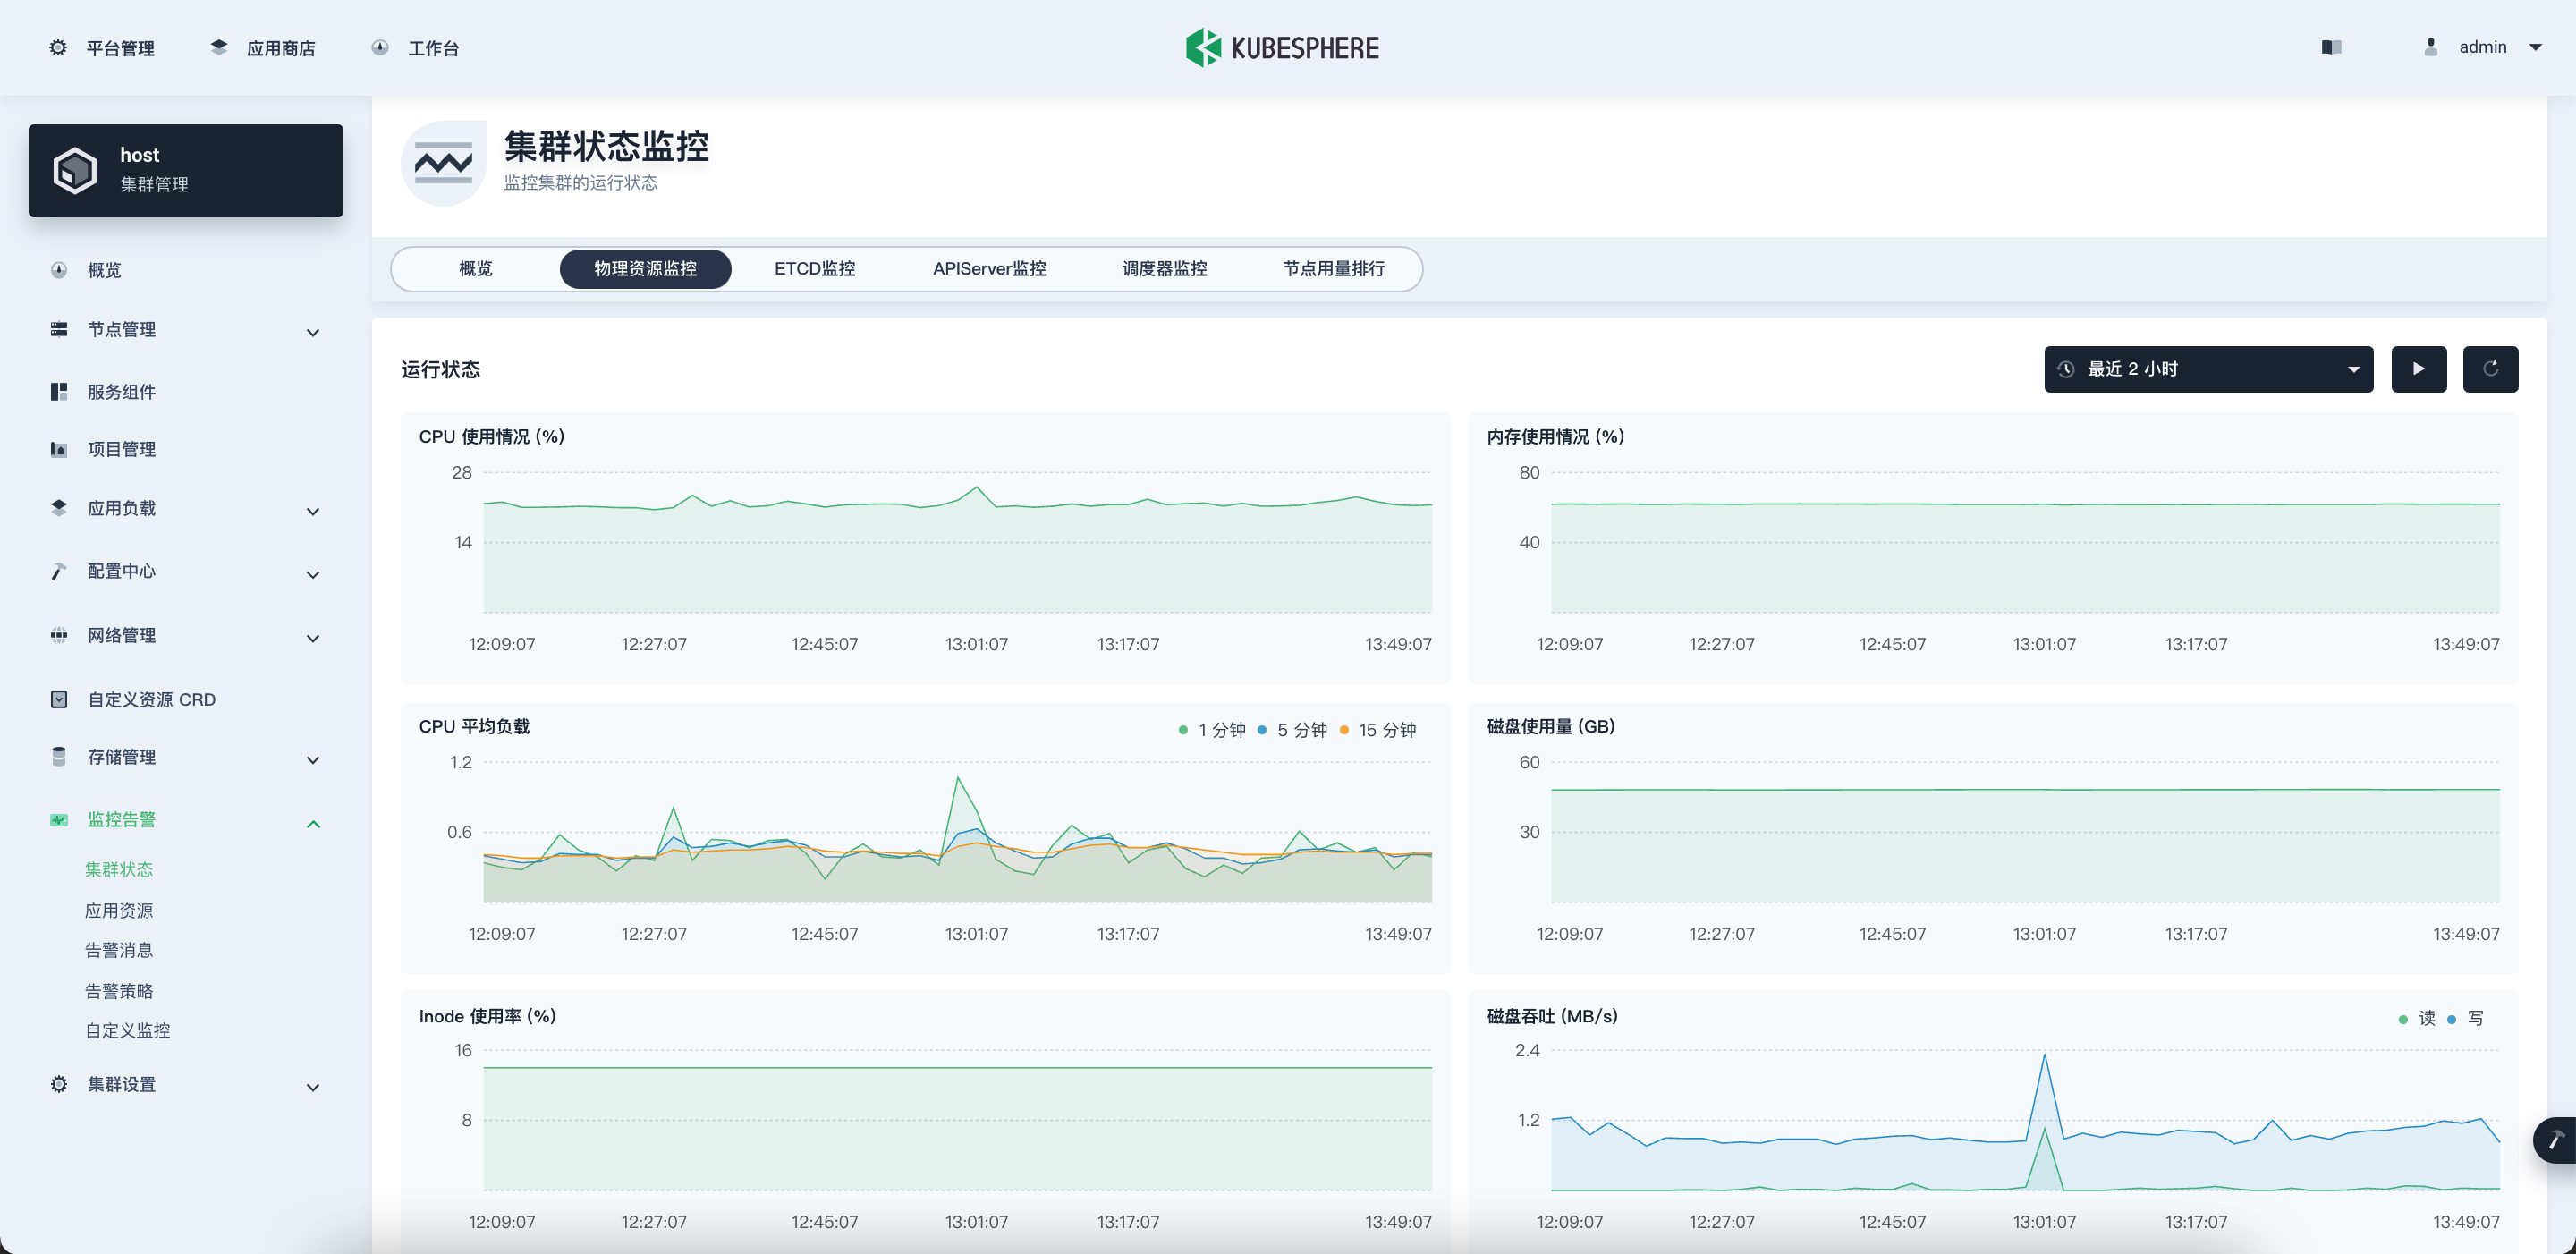 平台管理 应用商店 工作台 KUBESPHERE admin
host
集群管理
概览
节点管理
服务组件
项目管理
应用负载
配置中心
网络管理
自定义资源 CRD
存储管理
监控告警
集群状态
应用资源
告警消息
告警策略
自定义监控
集群设置
集群状态监控
监控集群的运行状态
概览 物理资源监控 ETCD监控 APIServer监控 调度器监控 节点用量排行
运行状态 最近 2 小时
CPU 使用情况 (%)
28
14
12:09:07 12:27:07 12:45:07 13:01:07 13:17:07 13:49:07
内存使用情况 (%)
80
40
12:09:07 12:27:07 12:45:07 13:01:07 13:17:07 13:49:07
CPU 平均负载 1 分钟 5 分钟 15 分钟
1.2
0.6
12:09:07 12:27:07 12:45:07 13:01:07 13:17:07 13:49:07
磁盘使用量 (GB)
60
30
12:09:07 12:27:07 12:45:07 13:01:07 13:17:07 13:49:07
inode 使用率 (%)
16
8
12:09:07 12:27:07 12:45:07 13:01:07 13:17:07 13:49:07
磁盘吞吐 (MB/s) 读 写
2.4
1.2
12:09:07 12:27:07 12:45:07 13:01:07 13:17:07 13:49:07